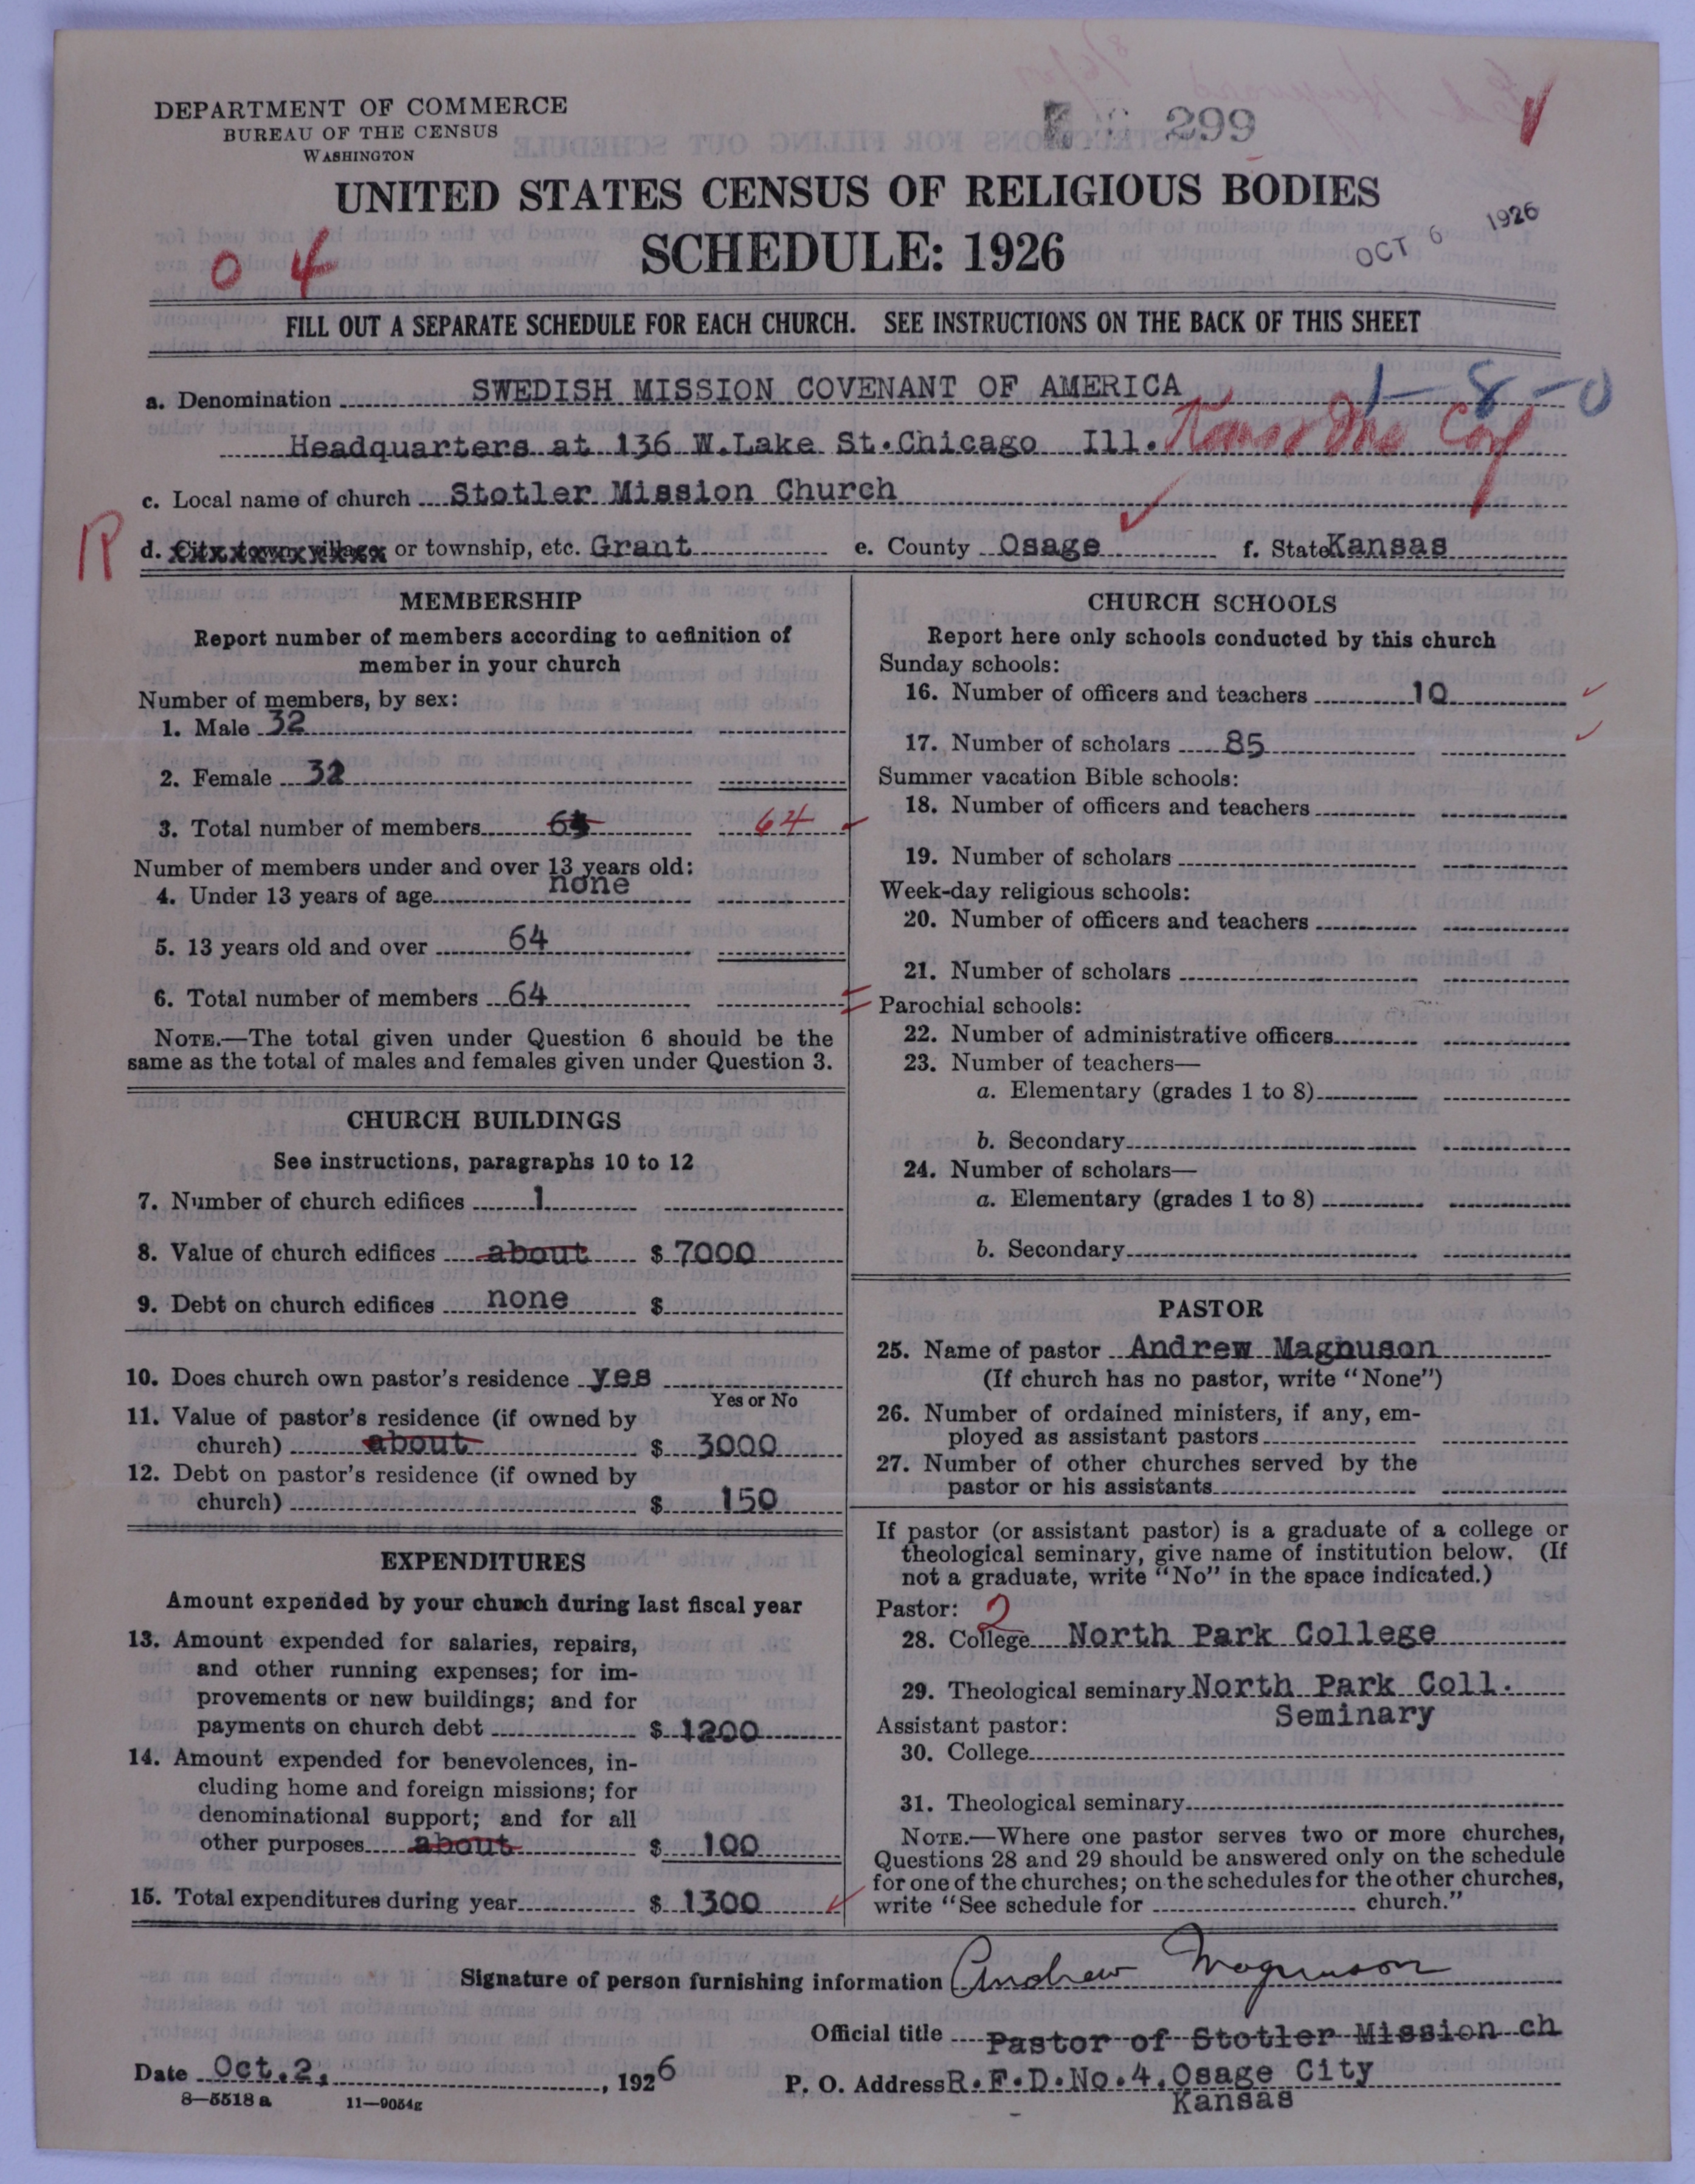 DEPARTMENT OF COMMERCE
BUREAU OF THE CENSUS
WASHINGTON
299
UNITED STATES CENSUS OF RELIGIOUS BODIES
SCHEDULE: 1926
OCT 6 1926
0 4
FILL OUT A SEPARATE SCHEDULE FOR EACH CHURCH. SEE INSTRUCTIONS ON THE BACK OF THIS SHEET
a. Denomination SWEDISH MISSION COVENANT OF AMERICA 1-8-0
Headquarters at 136 W.Lake St.Chicago Ill.
c. Local name of church Stotler Mission Church
R
d. City, town, village, or township, etc. Grant e. County Osage f. State Kansas
MEMBERSHIP
Report number of members according to definition of
member in your church
Number of members, by sex:
1. Male 32
2. Female 32
3. Total number of members 64 64
Number of members under and over 13 years old:
4. Under 13 years of age none
5. 13 years old and over 64
6. Total number of members 64
NOTE.—The total given under Question 6 should be the
same as the total of males and females given under Question 3.
CHURCH BUILDINGS
See instructions, paragraphs 10 to 12
7. Number of church edifices 1
8. Value of church edifices about $ 7000
9. Debt on church edifices none $
10. Does church own pastor's residence yes
Yes or No
11. Value of pastor's residence (if owned by
church) about $ 3000
12. Debt on pastor's residence (if owned by
church) $ 150
EXPENDITURES
Amount expended by your church during last fiscal year
13. Amount expended for salaries, repairs,
and other running expenses; for im-
provements or new buildings; and for
payments on church debt $ 1200
14. Amount expended for benevolences, in-
cluding home and foreign missions; for
denominational support; and for all
other purposes about $ 100
15. Total expenditures during year $ 1300
CHURCH SCHOOLS
Report here only schools conducted by this church
Sunday schools:
16. Number of officers and teachers 10
17. Number of scholars 85
Summer vacation Bible schools:
18. Number of officers and teachers
19. Number of scholars
Week-day religious schools:
20. Number of officers and teachers
21. Number of scholars
Parochial schools:
22. Number of administrative officers
23. Number of teachers—
a. Elementary (grades 1 to 8)
b. Secondary
24. Number of scholars—
a. Elementary (grades 1 to 8)
b. Secondary
PASTOR
25. Name of pastor Andrew Magnuson
(If church has no pastor, write "None")
26. Number of ordained ministers, if any, em-
ployed as assistant pastors
27. Number of other churches served by the
pastor or his assistants
If pastor (or assistant pastor) is a graduate of a college or
theological seminary, give name of institution below. (If
not a graduate, write "No" in the space indicated.)
Pastor: 2
28. College North Park College
29. Theological seminary North Park Coll.
Seminary
Assistant pastor:
30. College
31. Theological seminary
NOTE.—Where one pastor serves two or more churches,
Questions 28 and 29 should be answered only on the schedule
for one of the churches; on the schedules for the other churches,
write "See schedule for church."
Signature of person furnishing information Andrew Magnuson
Official title Pastor of Stotler Mission ch
Date Oct.2, , 1926 P. O. Address R.F.D.No.4,Osage City
Kansas
8—5518 a 11—9054g